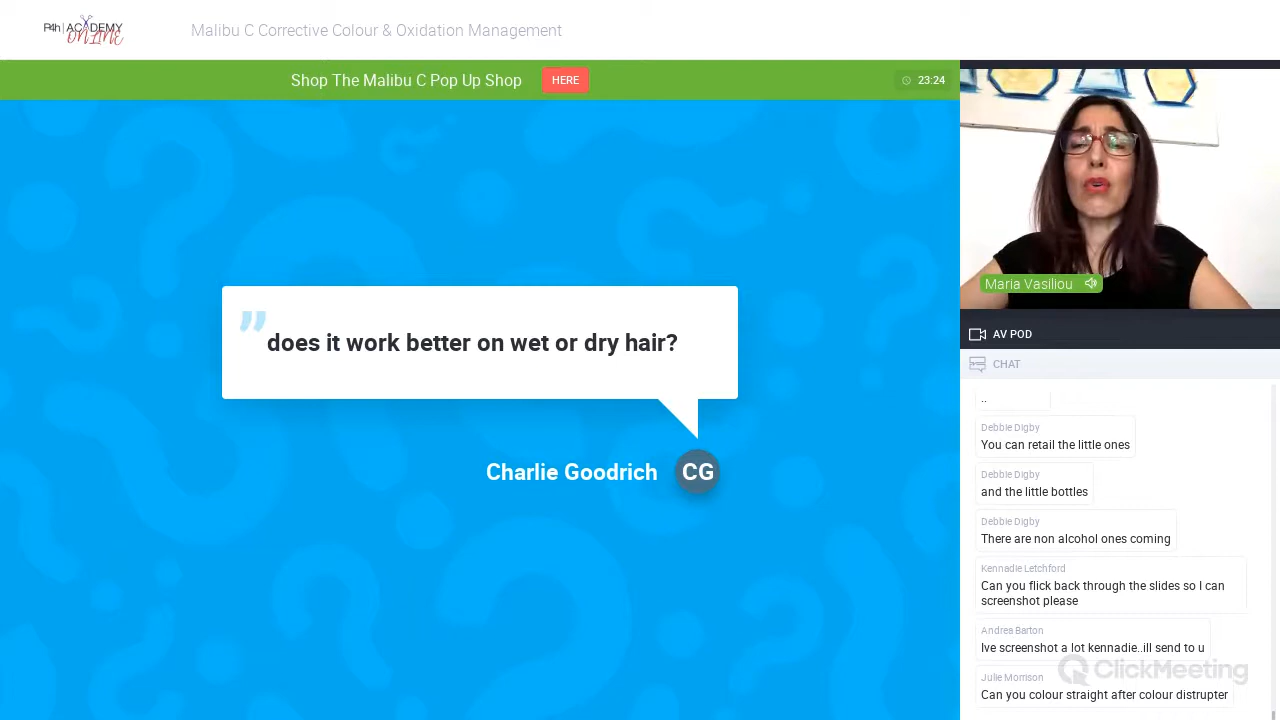 P4h | ACADEMY
ONLINE
Malibu C Corrective Colour & Oxidation Management
Shop The Malibu C Pop Up Shop
HERE
23:24
"
does it work better on wet or dry hair?
Charlie Goodrich
CG
Maria Vasiliou
AV POD
CHAT
..
Debbie Digby
You can retail the little ones
Debbie Digby
and the little bottles
Debbie Digby
There are non alcohol ones coming
Kennadie Letchford
Can you flick back through the slides so I can
screenshot please
Andrea Barton
Ive screenshot a lot kennadie..ill send to u
ClickMeeting
Julie Morrison
Can you colour straight after colour distrupter